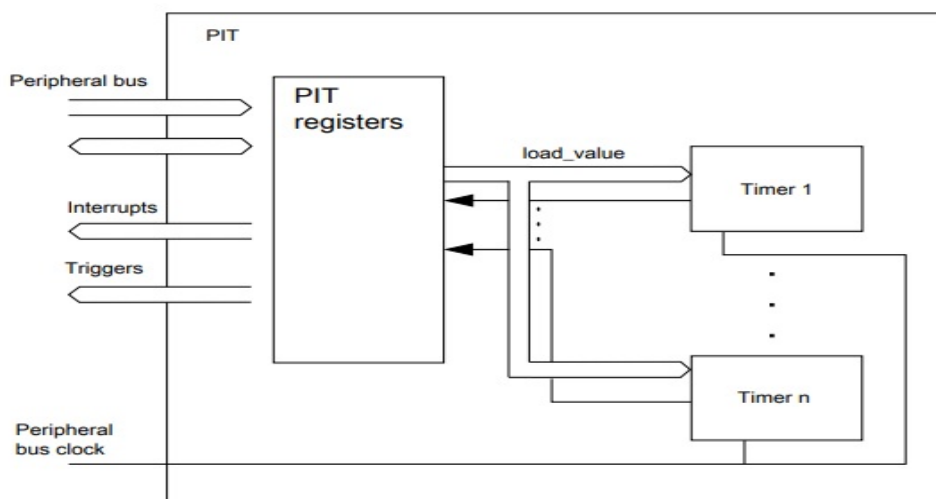 PIT
Peripheral bus
PIT
registers
load_value
Timer 1
Interrupts
Triggers
Timer n
Peripheral
bus clock